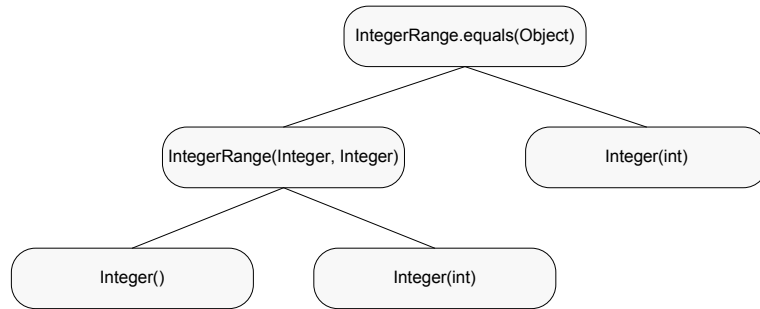 IntegerRange.equals(Object)
IntegerRange(Integer, Integer)
Integer(int)
Integer()
Integer(int)